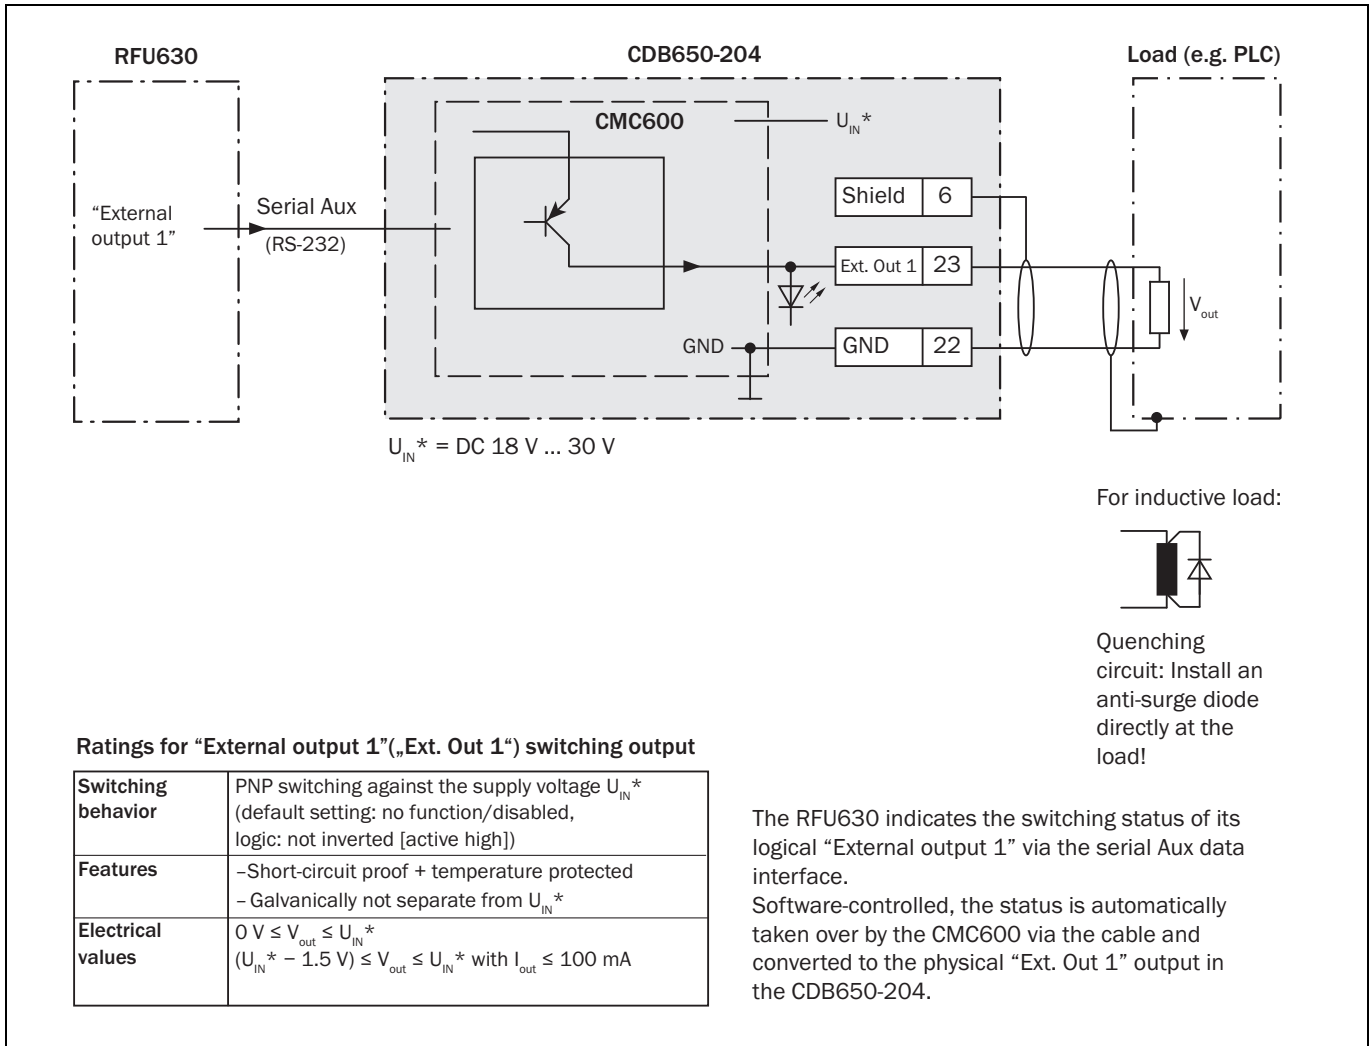 RFU630
CDB650-204
Load (e.g. PLC)
CMC600
U_IN*
"External
output 1"
Serial Aux
(RS-232)
Shield 6
Ext. Out 1 23
V_out
GND
GND 22
U_IN* = DC 18 V ... 30 V
For inductive load:
Quenching
circuit: Install an
anti-surge diode
directly at the
load!
Ratings for "External output 1"(„Ext. Out 1“) switching output
Switching
behavior
PNP switching against the supply voltage U_IN*
(default setting: no function/disabled,
logic: not inverted [active high])
Features
–Short-circuit proof + temperature protected
– Galvanically not separate from U_IN*
Electrical
values
0 V ≤ V_out ≤ U_IN*
(U_IN* – 1.5 V) ≤ V_out ≤ U_IN* with I_out ≤ 100 mA
The RFU630 indicates the switching status of its
logical "External output 1" via the serial Aux data
interface.
Software-controlled, the status is automatically
taken over by the CMC600 via the cable and
converted to the physical "Ext. Out 1" output in
the CDB650-204.